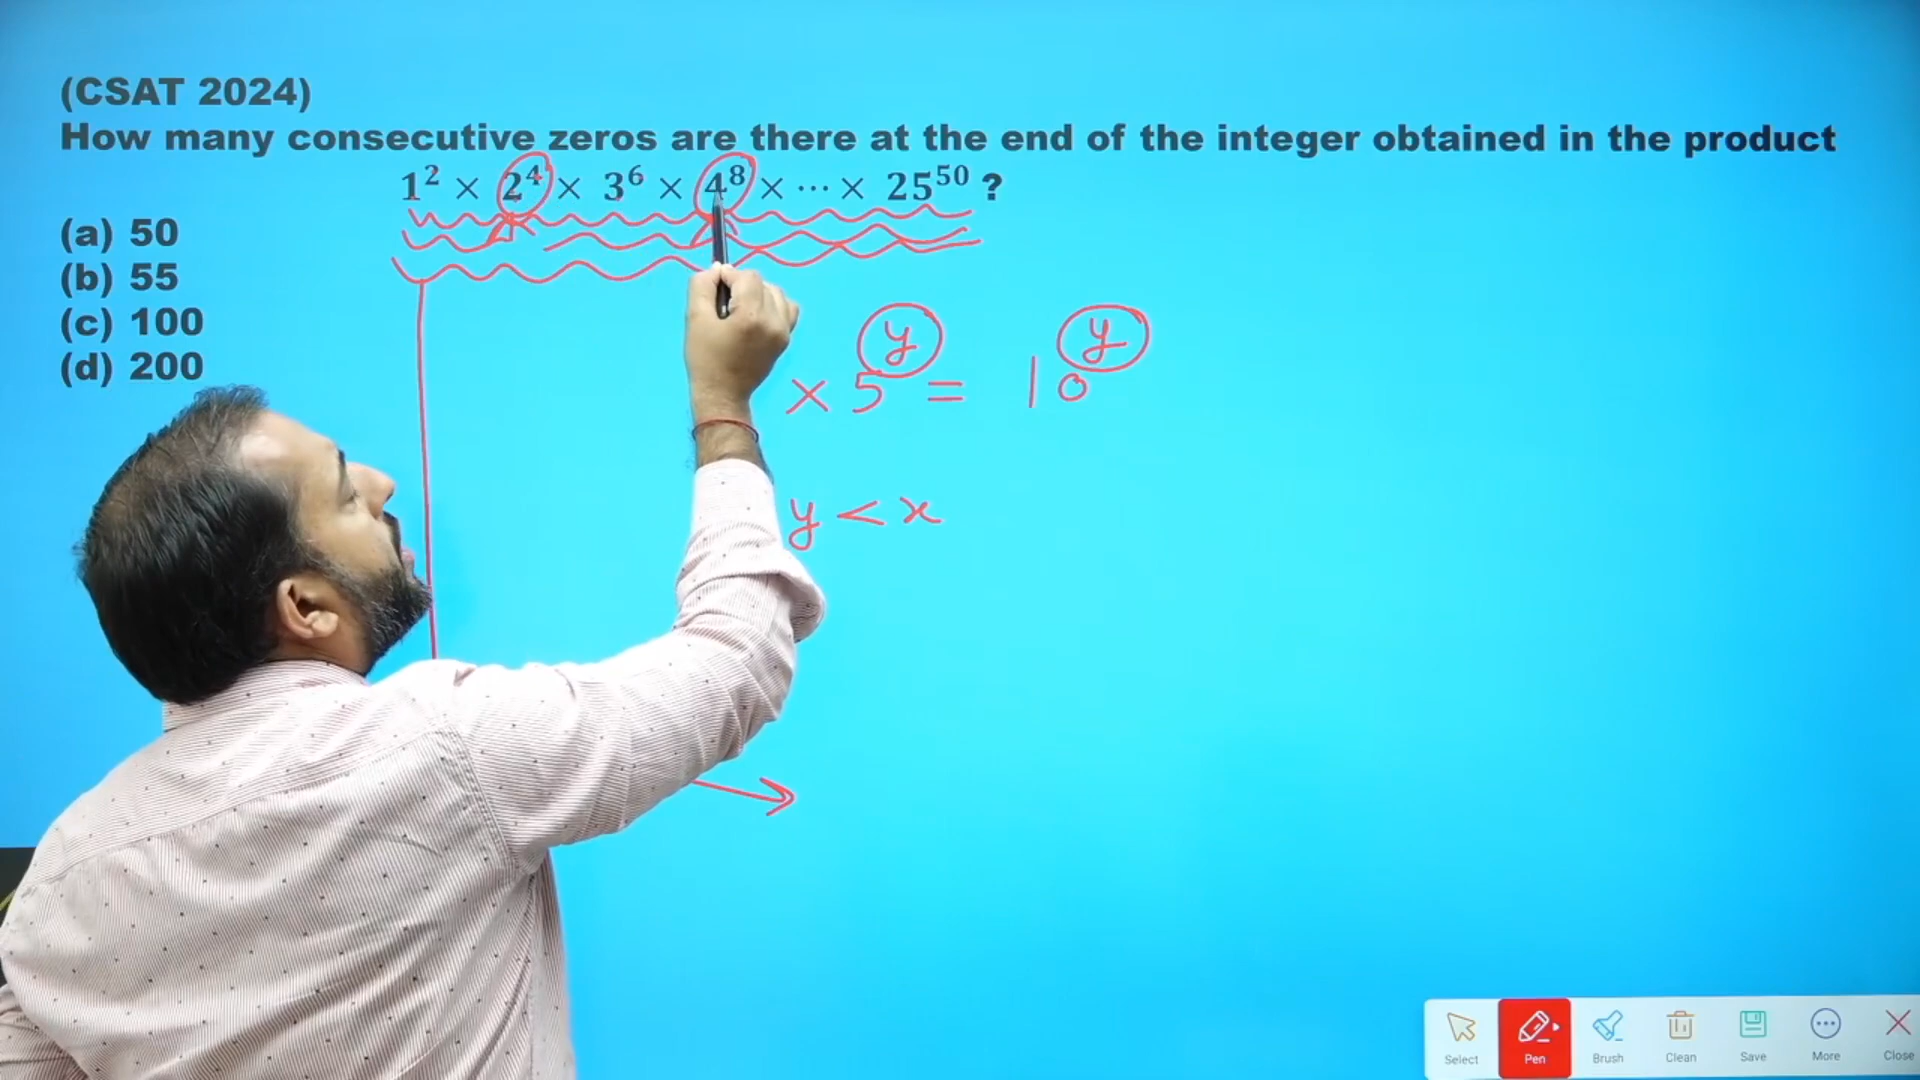 (CSAT 2024)
How many consecutive zeros are there at the end of the integer obtained in the product
1² × 2⁴ × 3⁶ × 4⁸ × ··· × 25⁵⁰ ?
(a) 50
(b) 55
(c) 100
(d) 200
× 5^y = 10^y
y < x
Select Pen Brush Clean Save More Close